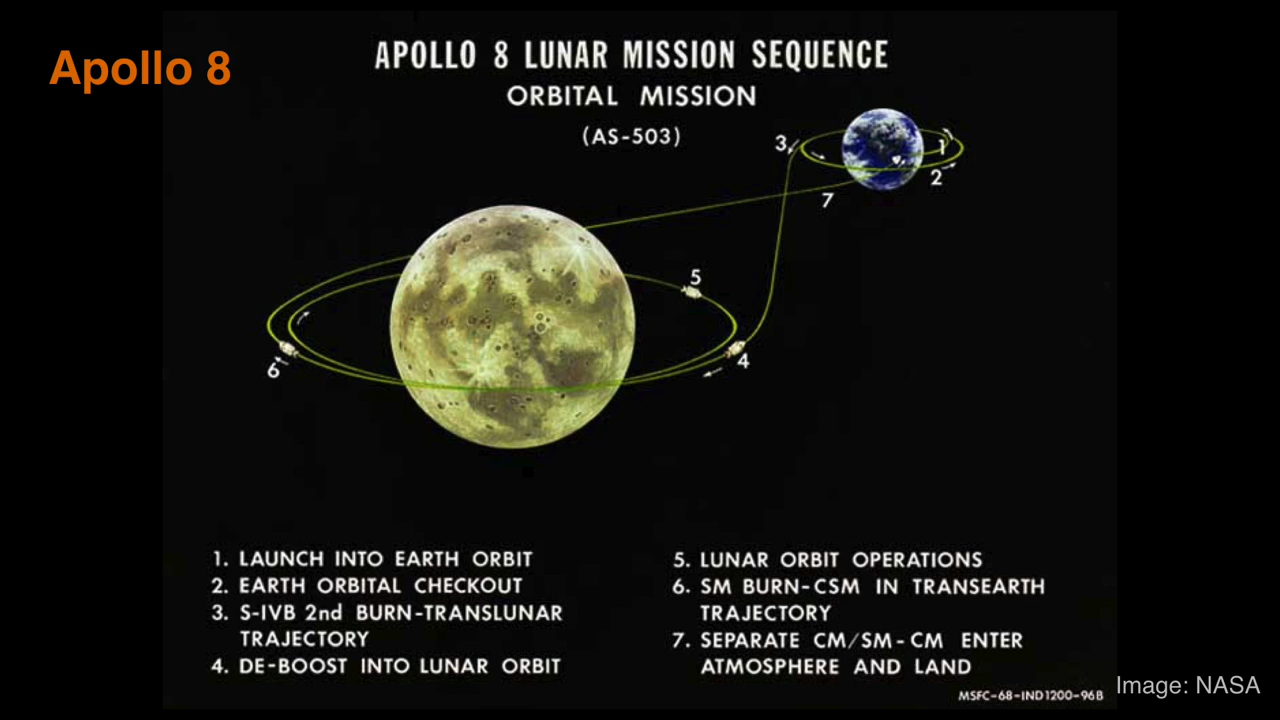 Apollo 8
APOLLO 8 LUNAR MISSION SEQUENCE
ORBITAL MISSION
(AS-503)
3
1
2
7
5
4
6
1. LAUNCH INTO EARTH ORBIT
2. EARTH ORBITAL CHECKOUT
3. S-IVB 2nd BURN-TRANSLUNAR
TRAJECTORY
4. DE-BOOST INTO LUNAR ORBIT
5. LUNAR ORBIT OPERATIONS
6. SM BURN-CSM IN TRANSEARTH
TRAJECTORY
7. SEPARATE CM/SM-CM ENTER
ATMOSPHERE AND LAND
MSFC-68-IND1200-96B
Image: NASA